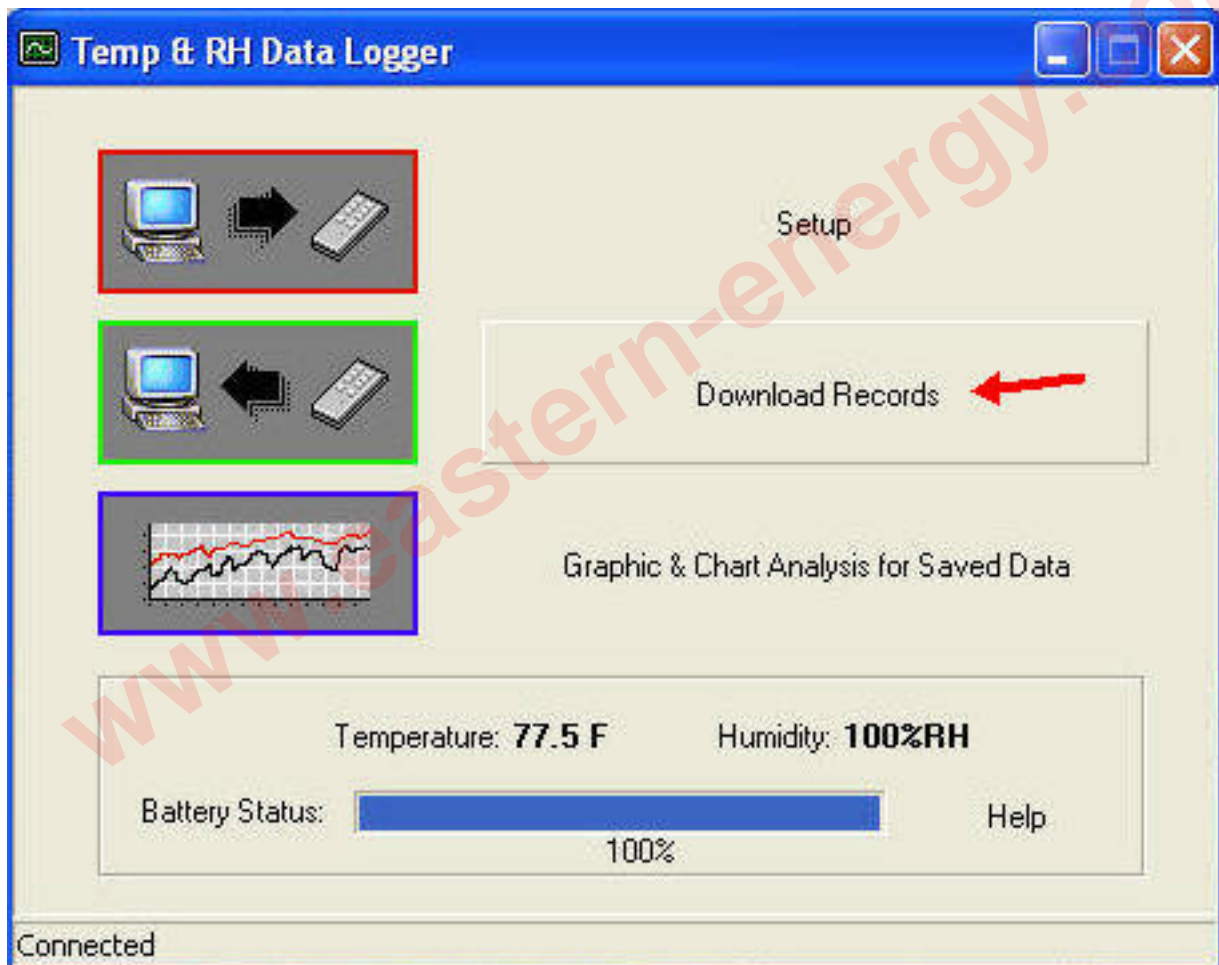 Temp & RH Data Logger
Setup
Download Records
Graphic & Chart Analysis for Saved Data
Temperature: 77.5 F Humidity: 100%RH
Battery Status:
100%
Help
Connected
www.eastern-energy.